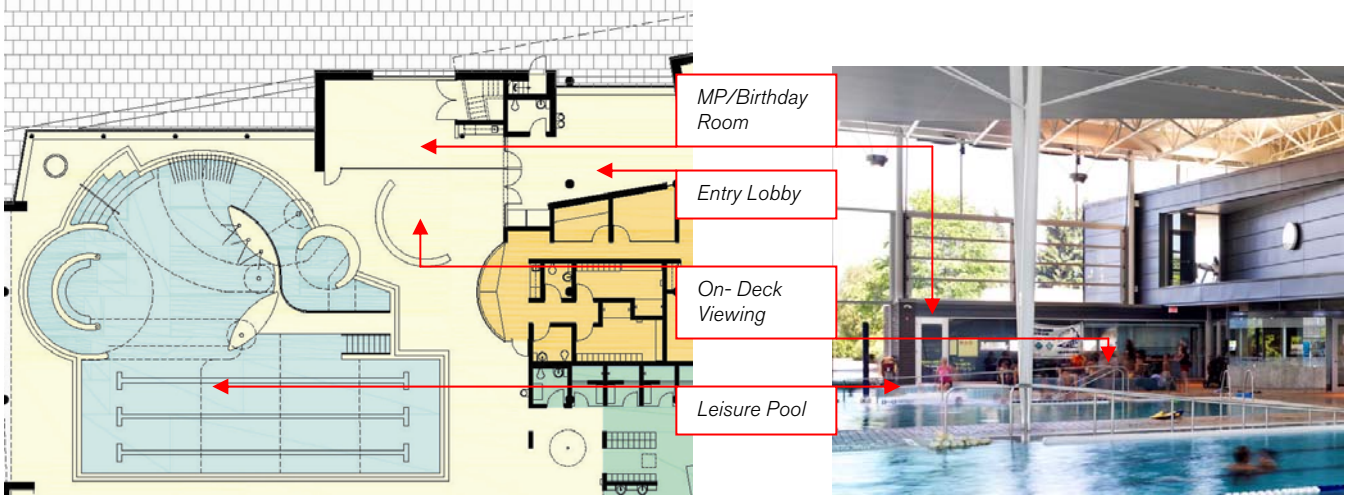 MP/Birthday
Room
Entry Lobby
On- Deck
Viewing
Leisure Pool